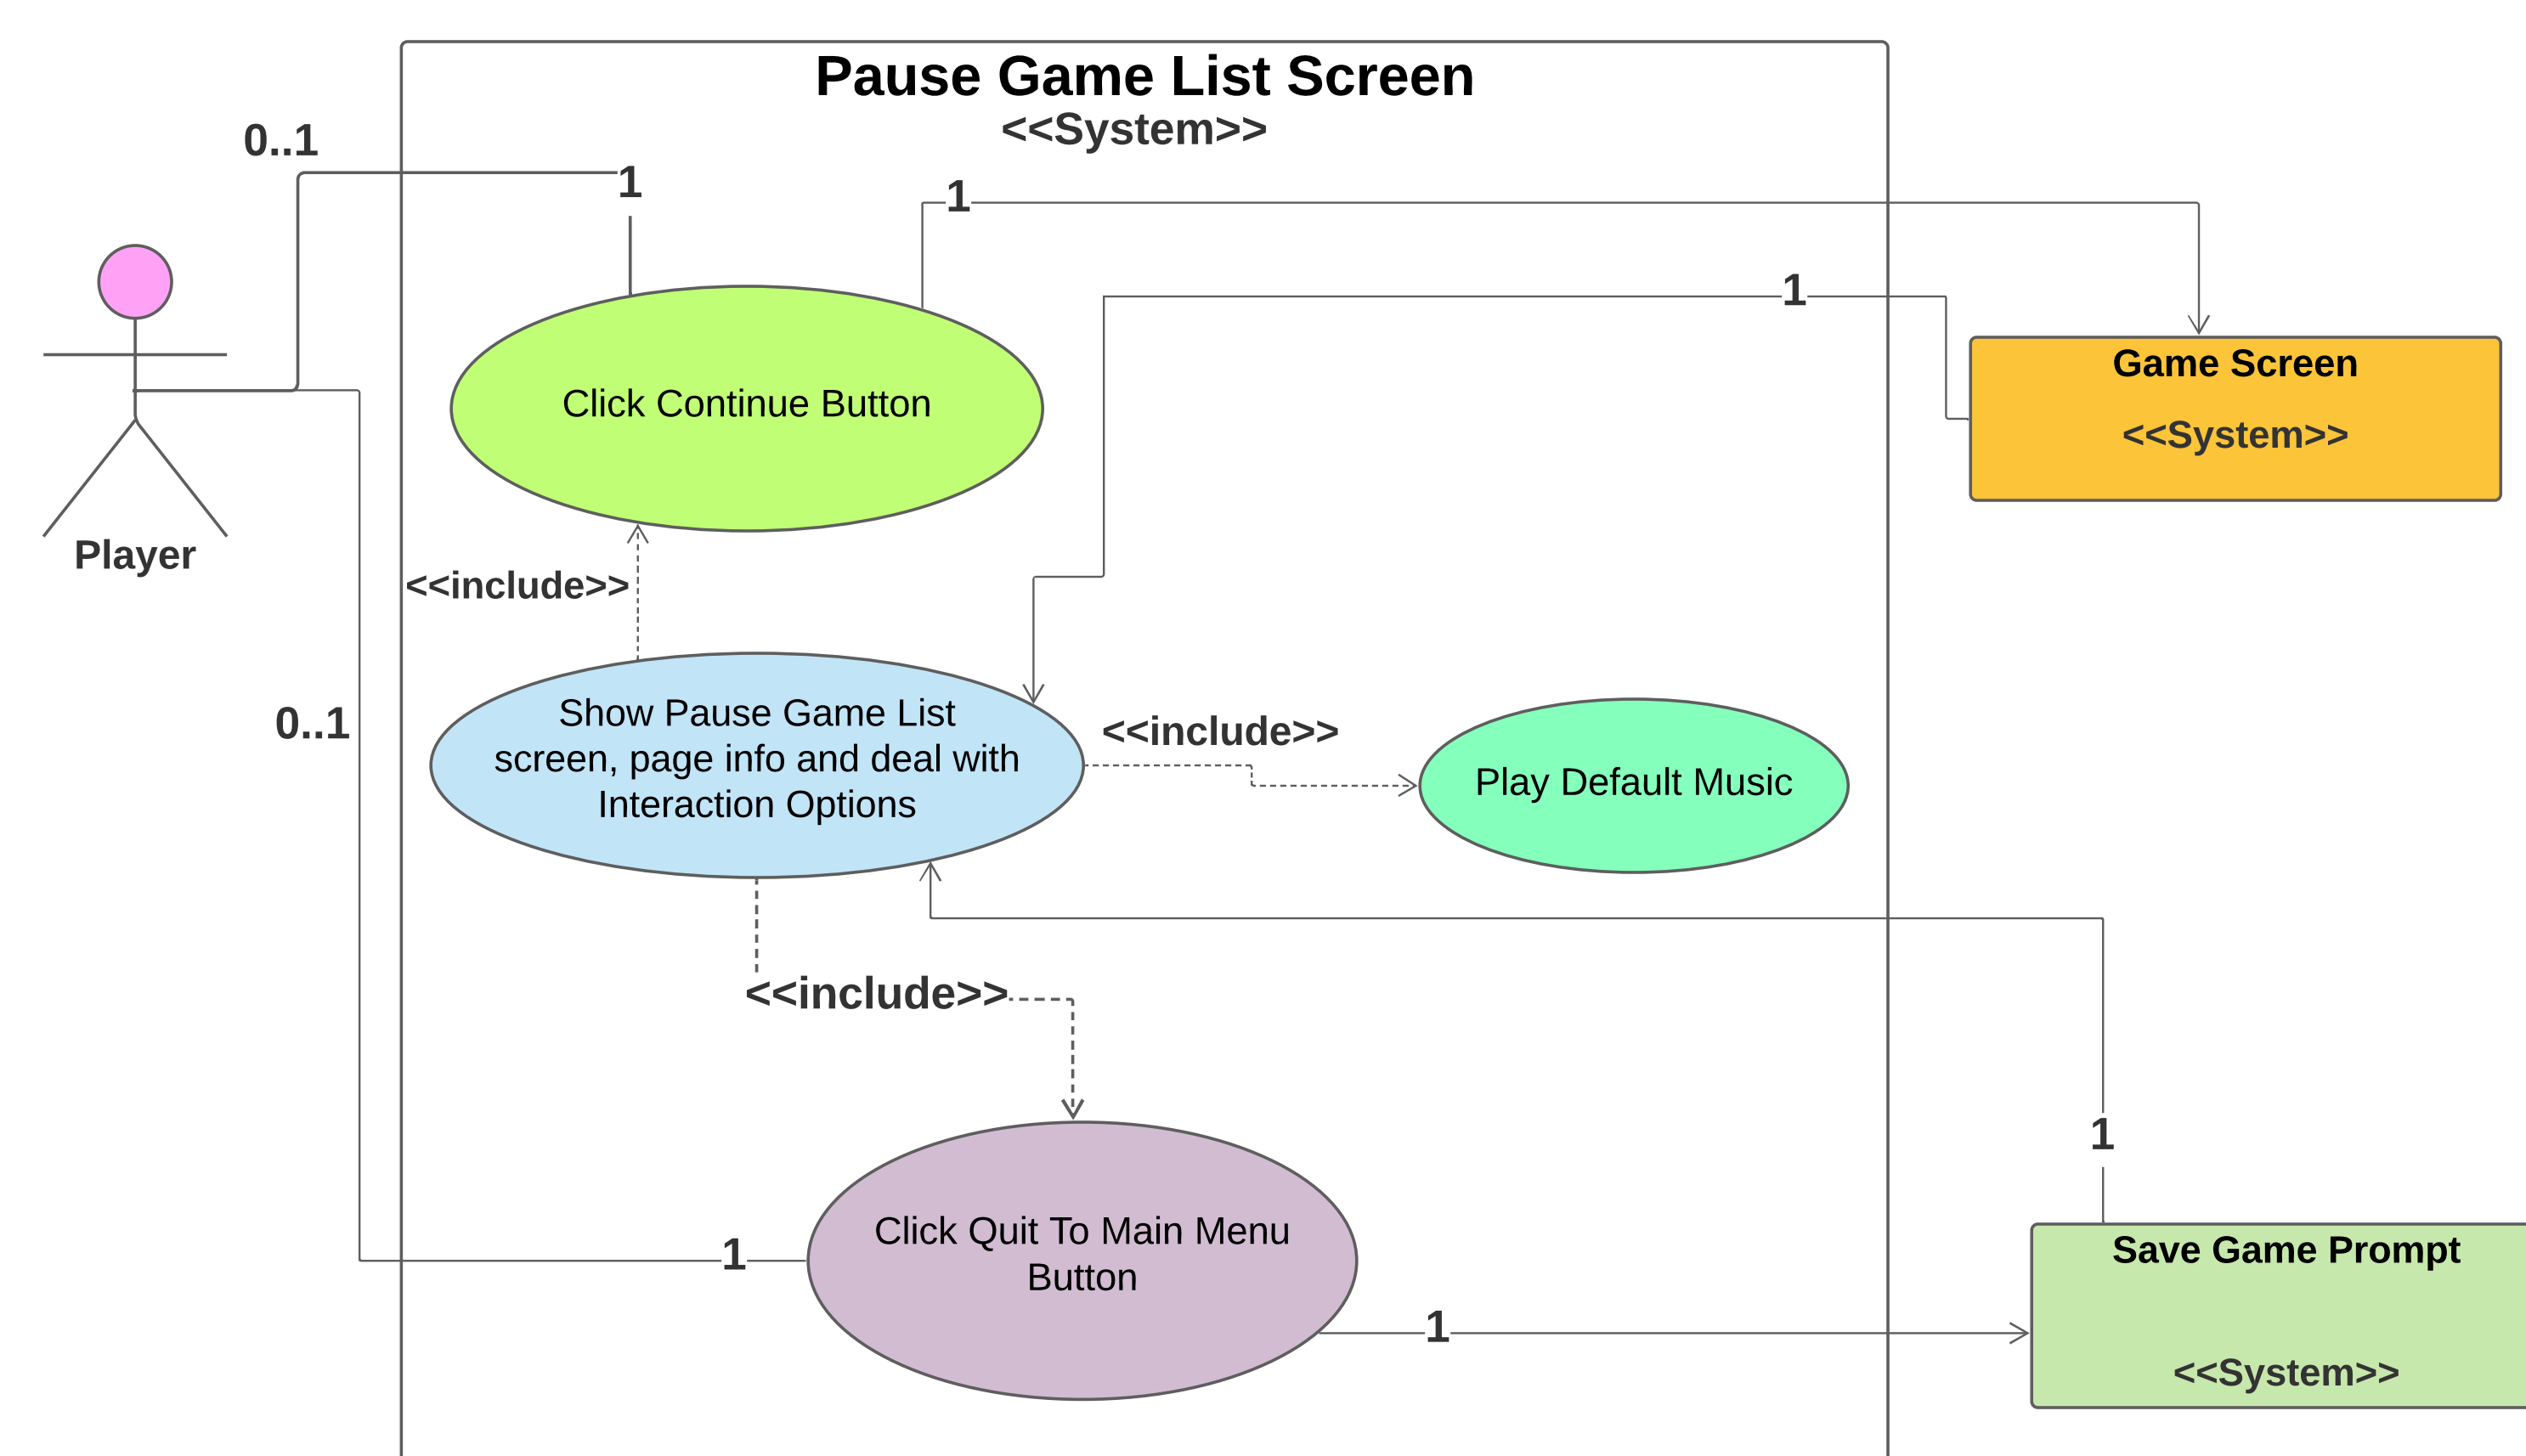 Pause Game List Screen
<<System>>
0..1
1
1
1
Game Screen
<<System>>
Click Continue Button
Player
<<include>>
0..1
Show Pause Game List
screen, page info and deal with
Interaction Options
<<include>>
Play Default Music
<<include>>
1
Click Quit To Main Menu
Button
1
1
Save Game Prompt
<<System>>